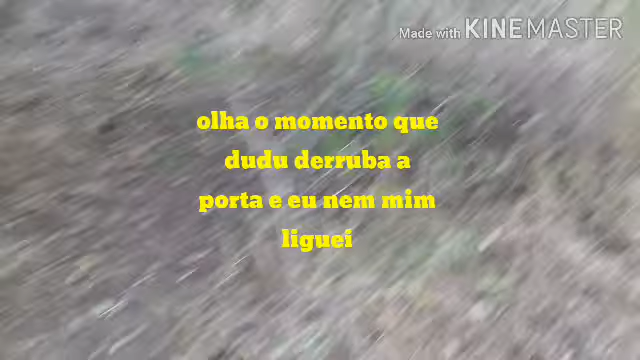 Made with KINEMASTER
olha o momento que
dudu derruba a
porta e eu nem mim
liguei